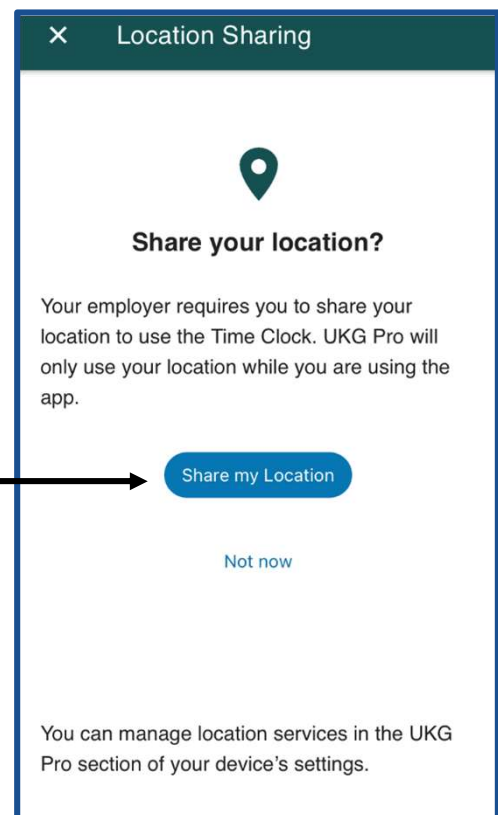 Location Sharing
Share your location?
Your employer requires you to share your
location to use the Time Clock. UKG Pro will
only use your location while you are using the
app.
Share my Location
Not now
You can manage location services in the UKG
Pro section of your device’s settings.